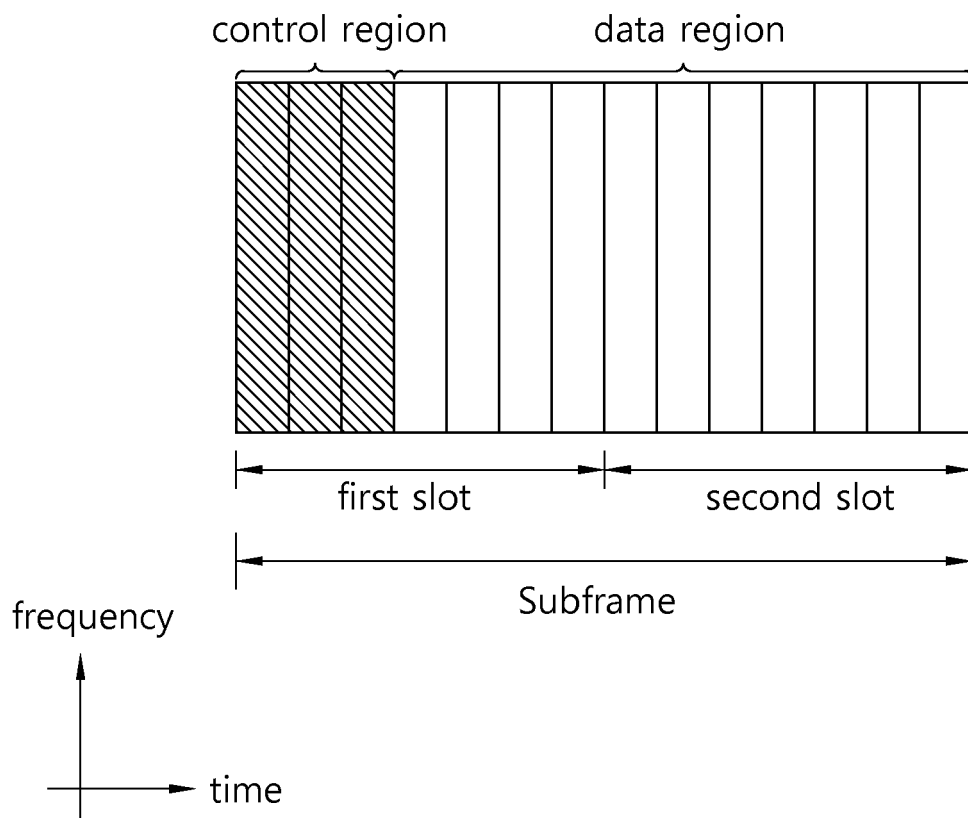 control region
data region
first slot
second slot
Subframe
frequency
time